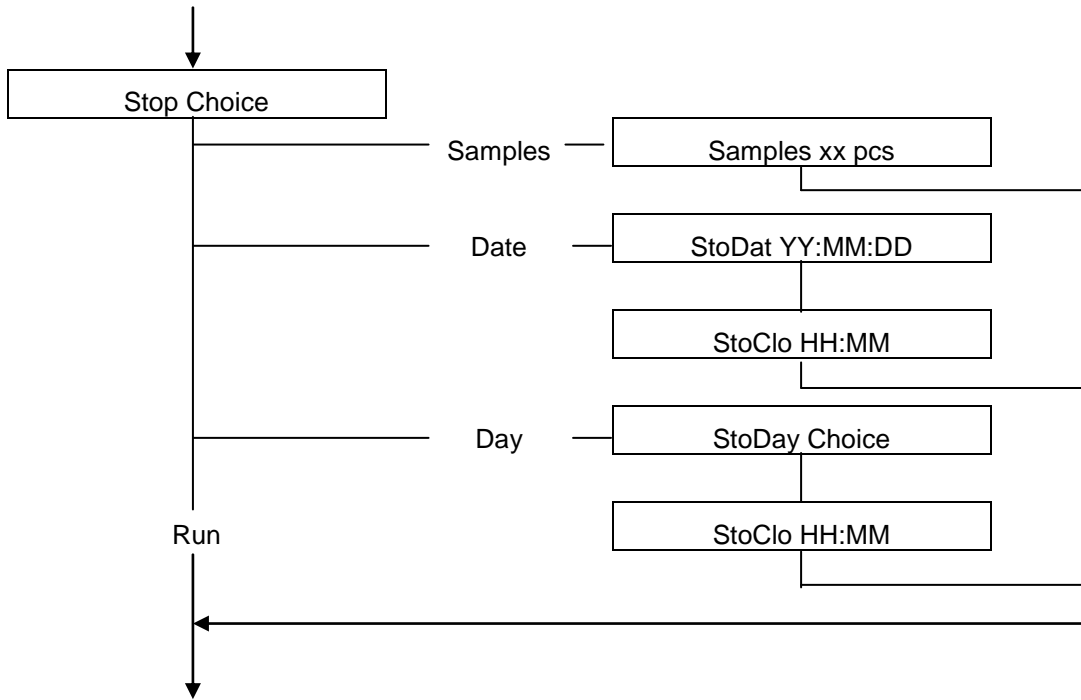 Stop Choice
Samples
Samples xx pcs
Date
StoDat YY:MM:DD
StoClo HH:MM
Day
StoDay Choice
Run
StoClo HH:MM